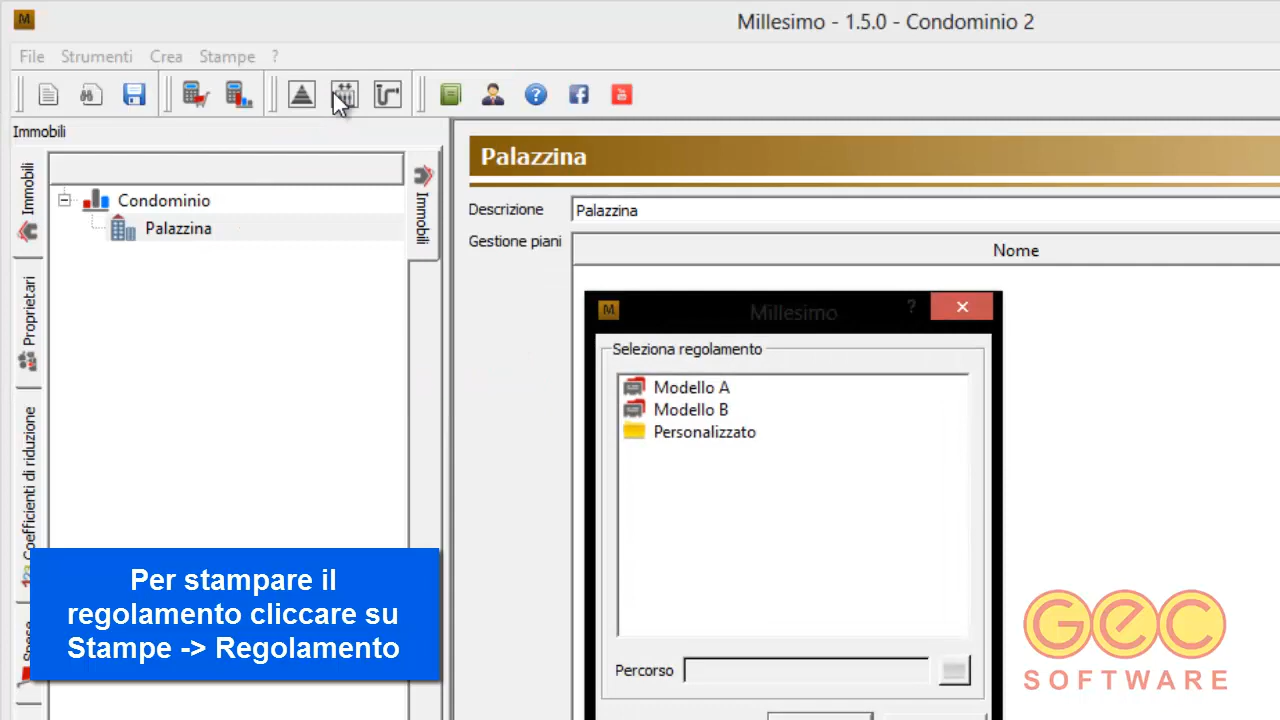 M
Millesimo - 1.5.0 - Condominio 2
File Strumenti Crea Stampe ?
Immobili
Immobili
Proprietari
Coefficienti di riduzione
Spese
Condominio
Palazzina
Immobili
Palazzina
Descrizione Palazzina
Gestione piani
Nome
M Millesimo ?
Seleziona regolamento
Modello A
Modello B
Personalizzato
Percorso
Per stampare il
regolamento cliccare su
Stampe -> Regolamento
GeC
SOFTWARE